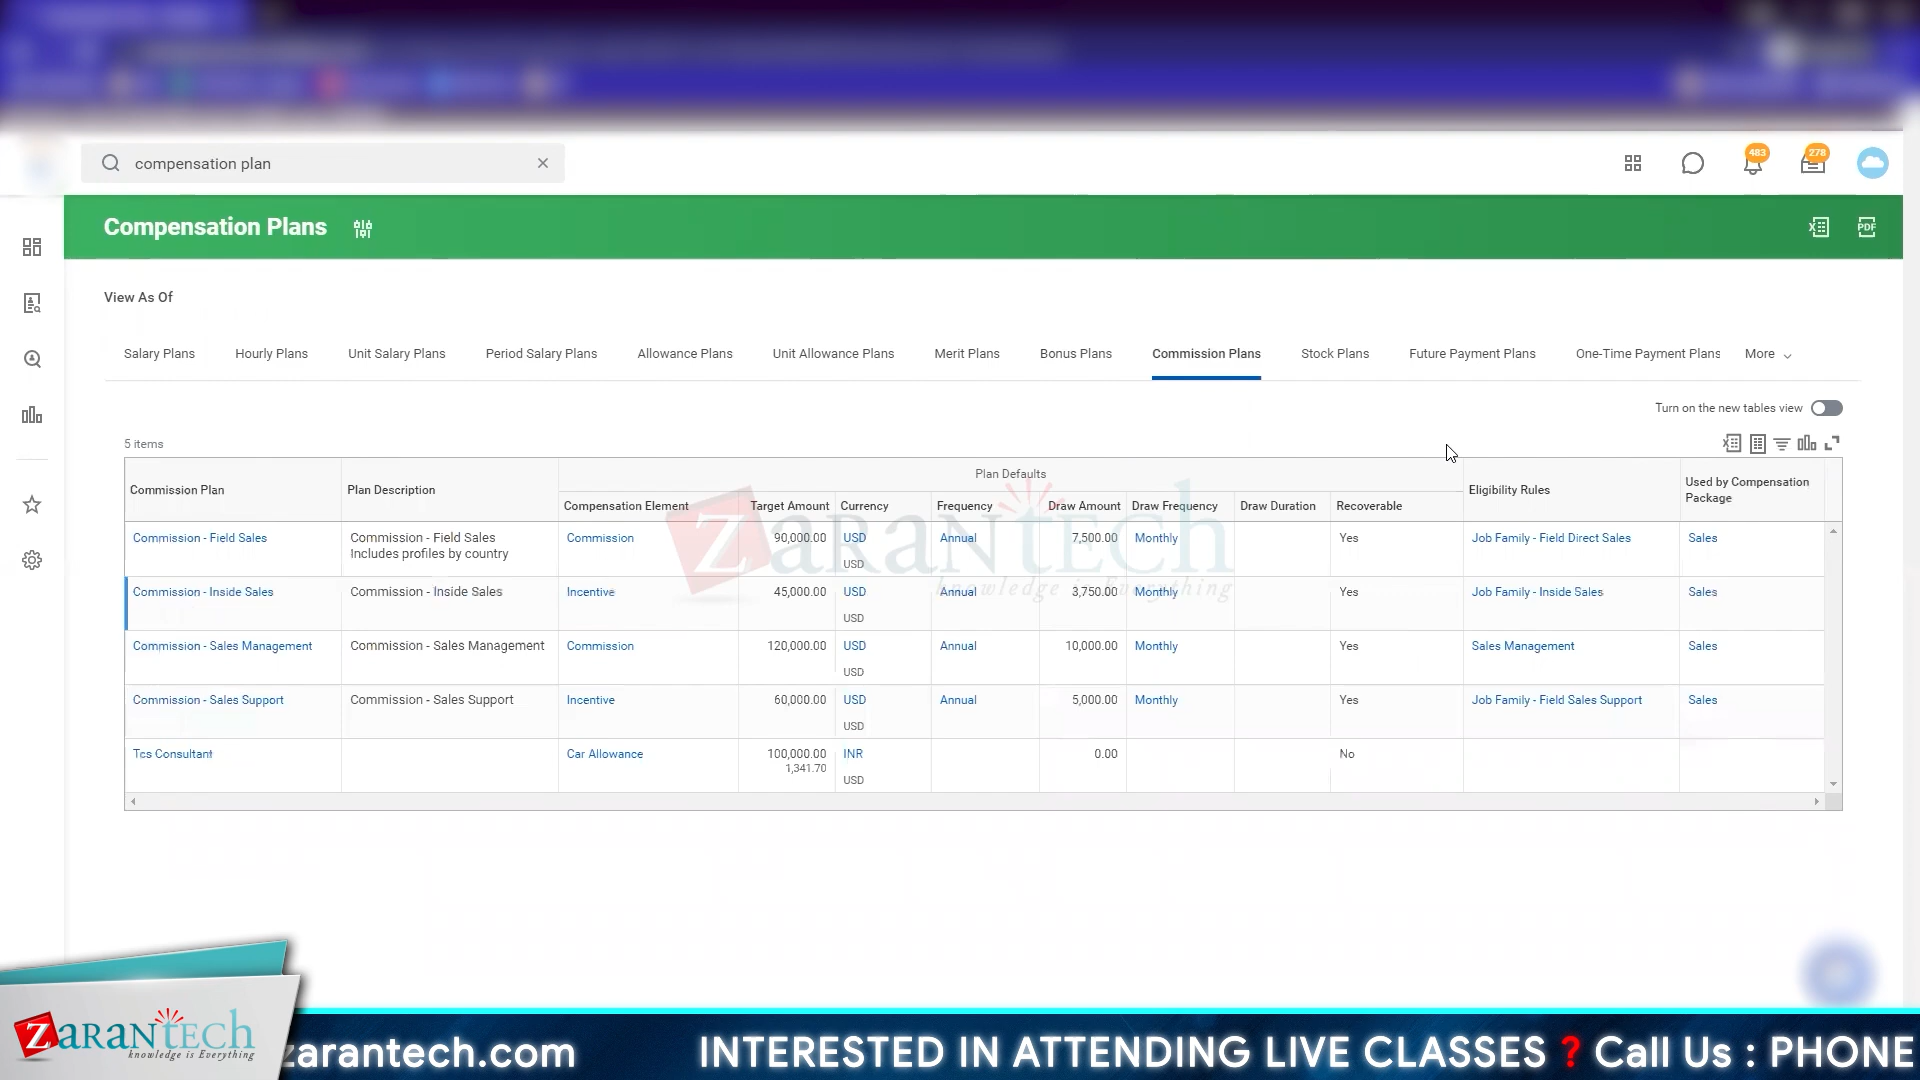 compensation plan
483
278
Compensation Plans
PDF
View As Of
Salary Plans Hourly Plans Unit Salary Plans Period Salary Plans Allowance Plans Unit Allowance Plans Merit Plans Bonus Plans Commission Plans Stock Plans Future Payment Plans One-Time Payment Plans More
Turn on the new tables view
5 items
Plan Defaults
Commission Plan Plan Description Compensation Element Target Amount Currency Frequency Draw Amount Draw Frequency Draw Duration Recoverable Eligibility Rules Used by Compensation
Package
Commission - Field Sales Commission - Field Sales Commission 90,000.00 USD Annual 7,500.00 Monthly Yes Job Family - Field Direct Sales Sales
Includes profiles by country USD
Commission - Inside Sales Commission - Inside Sales Incentive 45,000.00 USD Annual 3,750.00 Monthly Yes Job Family - Inside Sales Sales
USD
Commission - Sales Management Commission - Sales Management Commission 120,000.00 USD Annual 10,000.00 Monthly Yes Sales Management Sales
USD
Commission - Sales Support Commission - Sales Support Incentive 60,000.00 USD Annual 5,000.00 Monthly Yes Job Family - Field Sales Support Sales
USD
Tcs Consultant Car Allowance 100,000.00 INR 0.00 No
1,341.70
USD
ZARANTECH
knowledge is Everything
ZARANTECH
knowledge is Everything
zarantech.com INTERESTED IN ATTENDING LIVE CLASSES ❓ Call Us : PHONE